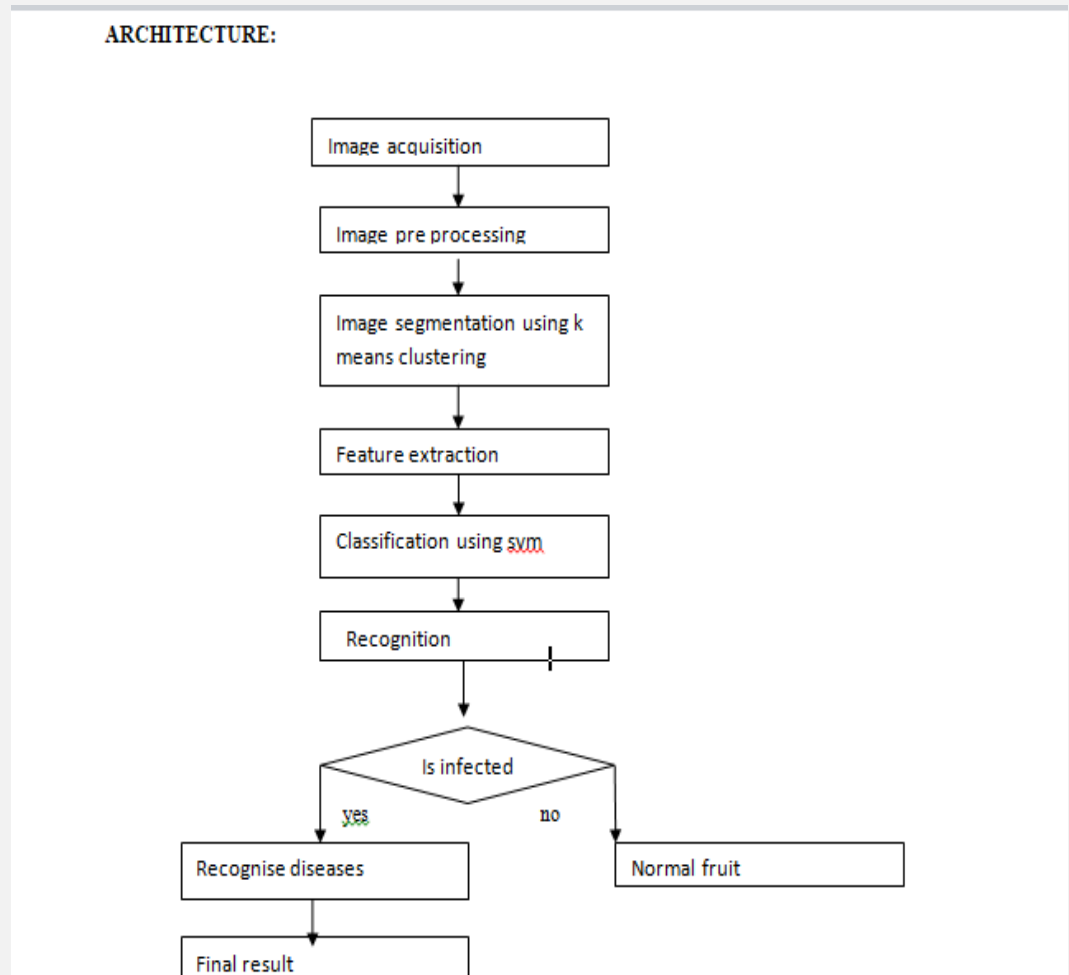 ARCHITECTURE:
Image acquisition
Image pre processing
Image segmentation using k
means clustering
Feature extraction
Classification using svm
Recognition
Is infected
yes
no
Recognise diseases
Normal fruit
Final result